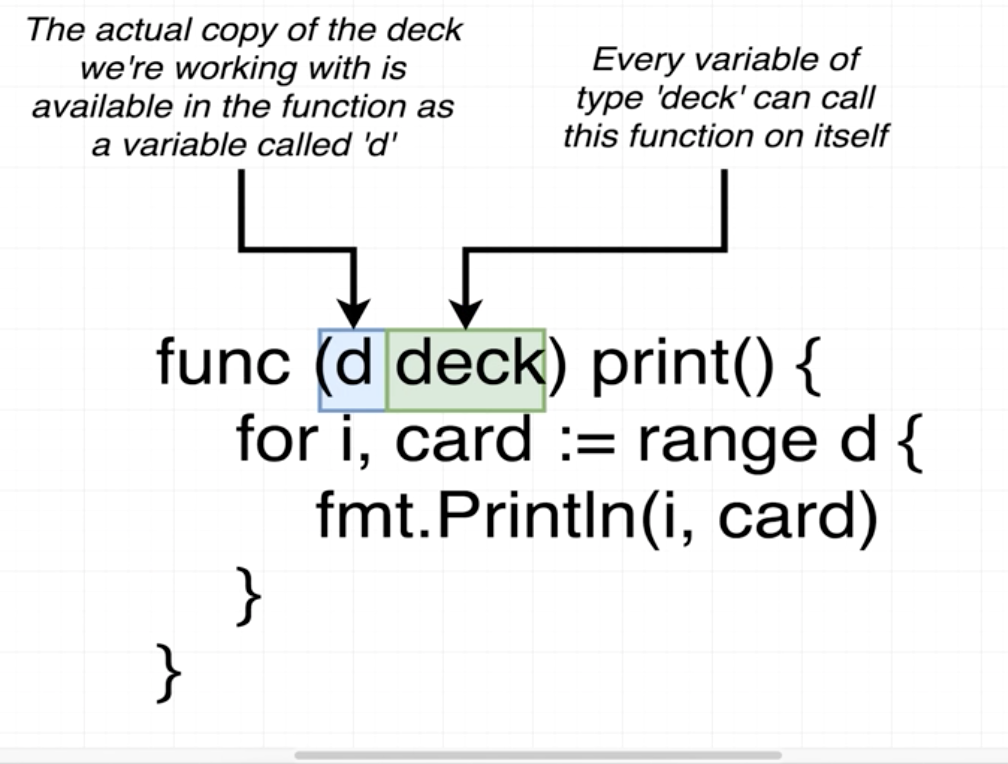 The actual copy of the deck
we're working with is
available in the function as
a variable called 'd'
Every variable of
type 'deck' can call
this function on itself
func (d deck) print() {
for i, card := range d {
fmt.Println(i, card)
}
}